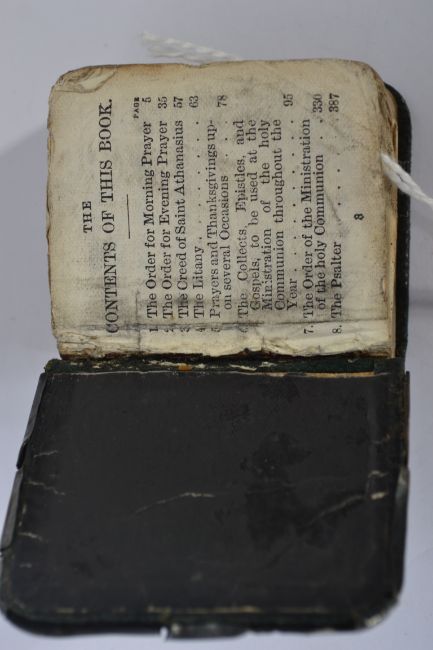 THE
CONTENTS OF THIS BOOK.
PAGE
1. The Order for Morning Prayer 5
2. The Order for Evening Prayer 35
3. The Creed of Saint Athanasius 57
4. The Litany . . . . . . . 63
5. Prayers and Thanksgivings up-
on several Occasions . . . 78
6. The Collects, Epistles, and
Gospels, to be used at the
Ministration of the holy
Communion throughout the
Year . . . . . . . . . 95
7. The Order of the Ministration
of the holy Communion . . 330
8. The Psalter . . . . . . 387
8